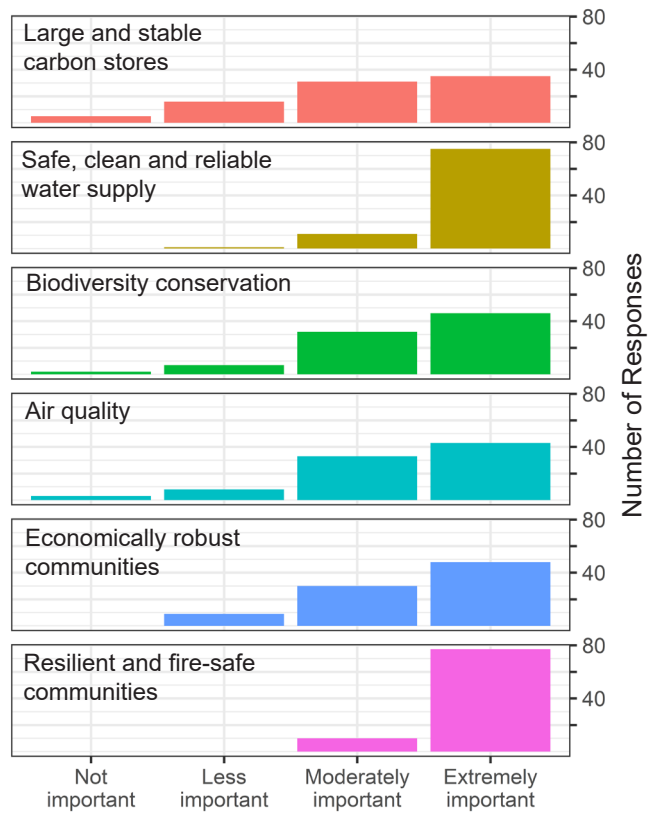 Large and stable
carbon stores
80
40
Safe, clean and reliable
water supply
80
40
Biodiversity conservation
80
40
Air quality
80
40
Economically robust
communities
80
40
Resilient and fire-safe
communities
80
40
Number of Responses
Not
important
Less
important
Moderately
important
Extremely
important